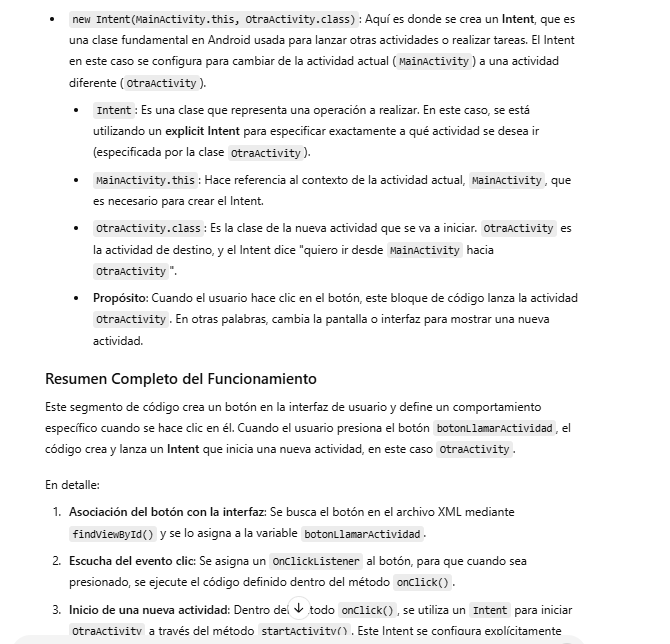 new Intent(MainActivity.this, OtraActivity.class): Aquí es donde se crea un Intent, que es
una clase fundamental en Android usada para lanzar otras actividades o realizar tareas. El Intent
en este caso se configura para cambiar de la actividad actual (MainActivity) a una actividad
diferente (OtraActivity).
Intent: Es una clase que representa una operación a realizar. En este caso, se está
utilizando un explicit Intent para especificar exactamente a qué actividad se desea ir
(especificada por la clase OtraActivity).
MainActivity.this: Hace referencia al contexto de la actividad actual, MainActivity, que
es necesario para crear el Intent.
OtraActivity.class: Es la clase de la nueva actividad que se va a iniciar. OtraActivity es
la actividad de destino, y el Intent dice "quiero ir desde MainActivity hacia
OtraActivity".
Propósito: Cuando el usuario hace clic en el botón, este bloque de código lanza la actividad
OtraActivity. En otras palabras, cambia la pantalla o interfaz para mostrar una nueva
actividad.
Resumen Completo del Funcionamiento
Este segmento de código crea un botón en la interfaz de usuario y define un comportamiento
específico cuando se hace clic en él. Cuando el usuario presiona el botón botonLlamarActividad, el
código crea y lanza un Intent que inicia una nueva actividad, en este caso OtraActivity.
En detalle:
1. Asociación del botón con la interfaz: Se busca el botón en el archivo XML mediante
findViewById() y se lo asigna a la variable botonLlamarActividad.
2. Escucha del evento clic: Se asigna un OnClickListener al botón, para que cuando sea
presionado, se ejecute el código definido dentro del método onClick().
3. Inicio de una nueva actividad: Dentro del todo onClick(), se utiliza un Intent para iniciar
OtraActivity a través del método startActivity(). Este Intent se configura explícitamente